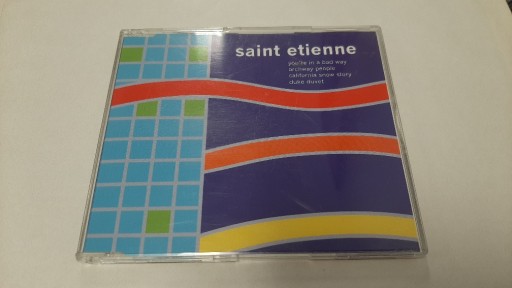 saint etienne
you're in a bad way
archway people
california snow story
duke duvet